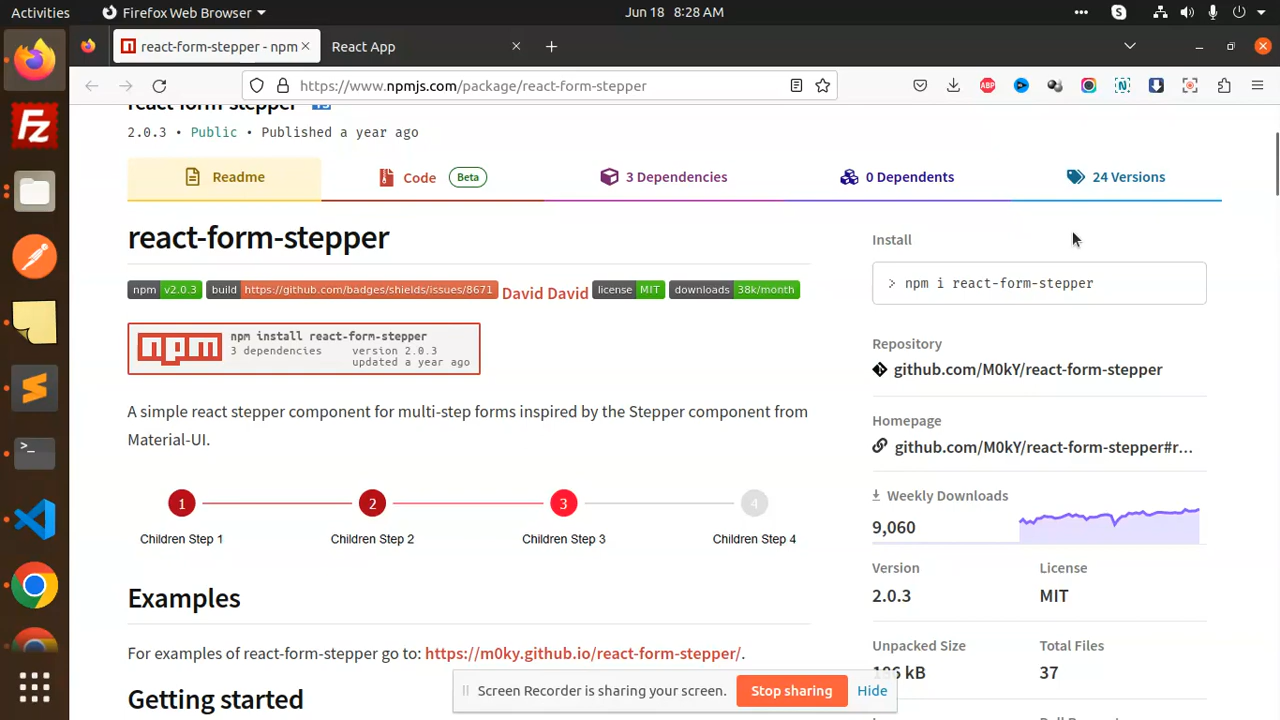 Activities
Firefox Web Browser
Jun 18 8:28 AM
react-form-stepper - npm
React App
https://www.npmjs.com/package/react-form-stepper
ABP
N
react-form-stepper
2.0.3 • Public • Published a year ago
Readme
Code Beta
3 Dependencies
0 Dependents
24 Versions
react-form-stepper
npm v2.0.3 build https://github.com/badges/shields/issues/8671 David David license MIT downloads 38k/month
npm
npm install react-form-stepper
3 dependencies version 2.0.3
updated a year ago
A simple react stepper component for multi-step forms inspired by the Stepper component from
Material-UI.
1 2 3 4
Children Step 1 Children Step 2 Children Step 3 Children Step 4
Examples
For examples of react-form-stepper go to: https://m0ky.github.io/react-form-stepper/.
Getting started
Install
> npm i react-form-stepper
Repository
github.com/M0kY/react-form-stepper
Homepage
github.com/M0kY/react-form-stepper#r...
Weekly Downloads
9,060
Version
2.0.3
License
MIT
Unpacked Size
186 kB
Total Files
37
Screen Recorder is sharing your screen.
Stop sharing
Hide